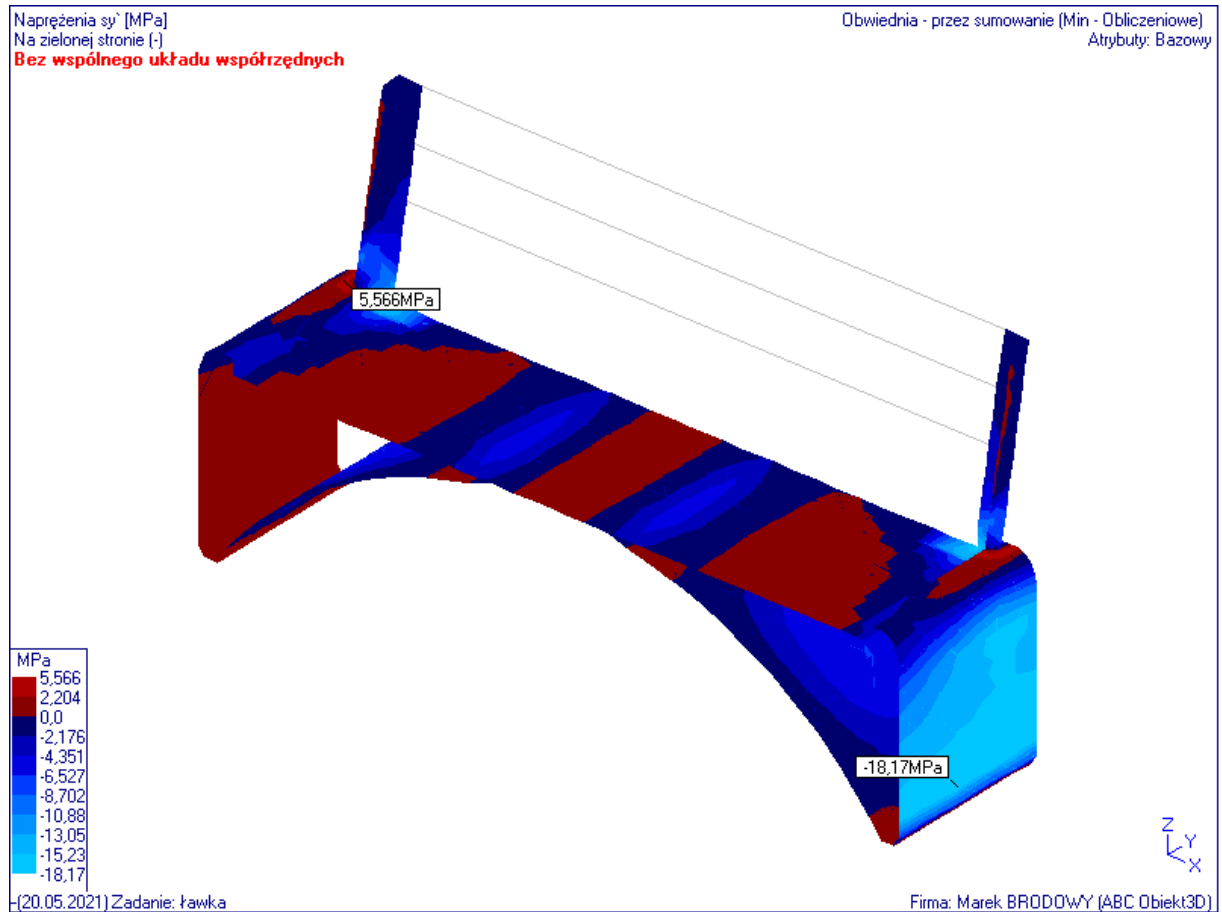 Naprężenia sy` [MPa]
Na zielonej stronie (-)
Bez wspólnego układu współrzędnych
Obwiednia - przez sumowanie (Min - Obliczeniowe)
Atrybuty: Bazowy
5,566MPa
-18,17MPa
MPa
5,566
2,204
0,0
-2,176
-4,351
-6,527
-8,702
-10,88
-13,05
-15,23
-18,17
Z
Y
X
-(20.05.2021) Zadanie: ławka
Firma: Marek BRODOWY (ABC Obiekt3D)